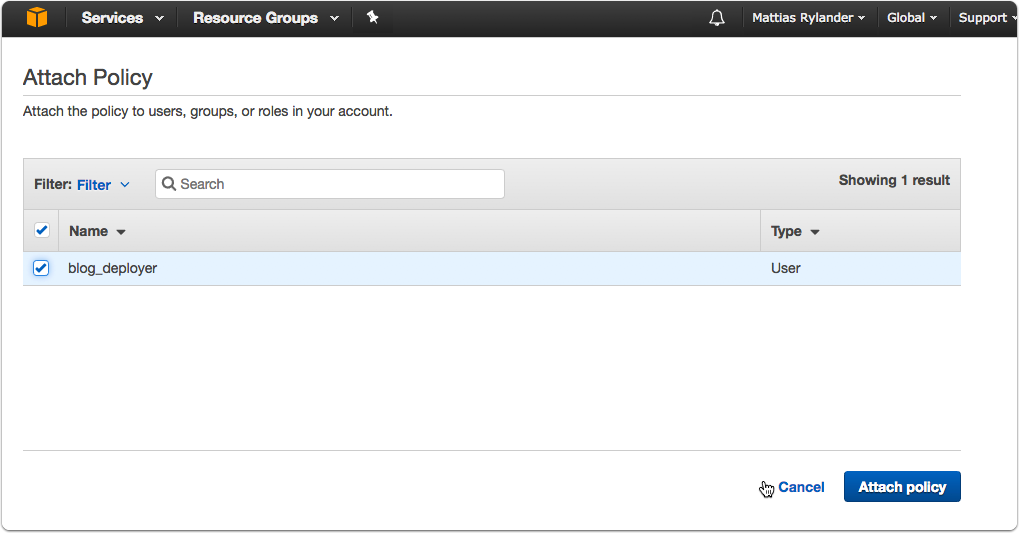 Services Resource Groups Mattias Rylander Global Support
Attach Policy
Attach the policy to users, groups, or roles in your account.
Filter: Filter Search Showing 1 result
Name Type
blog_deployer User
Cancel Attach policy